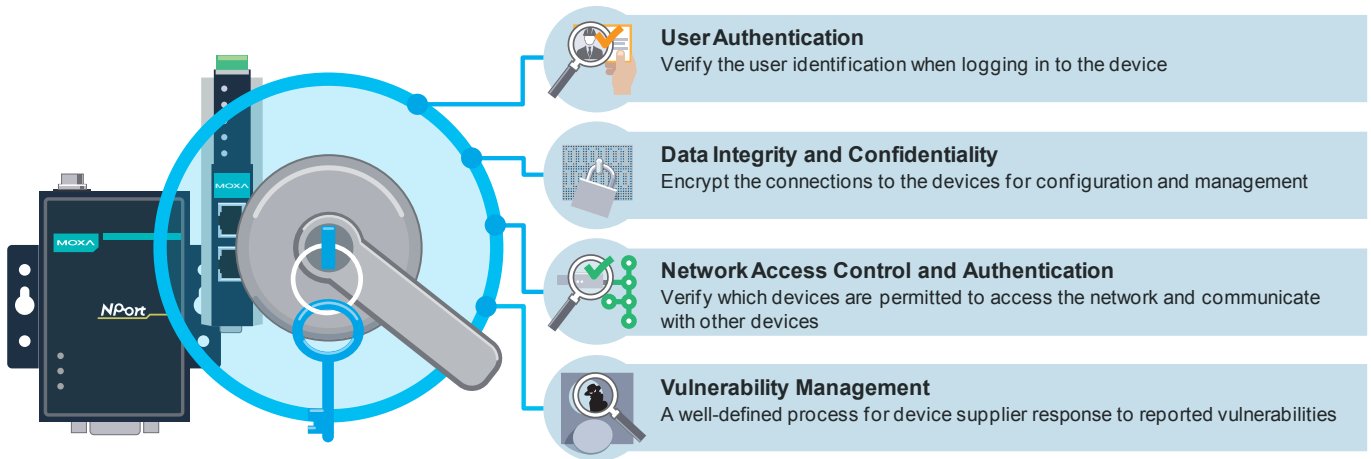 MOXA
MOXA
NPort
User Authentication
Verify the user identification when logging in to the device
Data Integrity and Confidentiality
Encrypt the connections to the devices for configuration and management
Network Access Control and Authentication
Verify which devices are permitted to access the network and communicate
with other devices
Vulnerability Management
A well-defined process for device supplier response to reported vulnerabilities